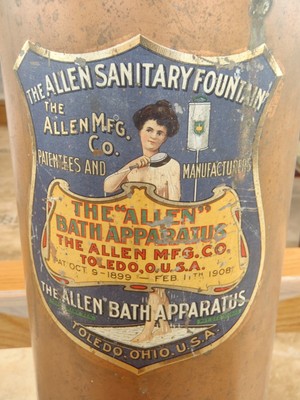 THE ALLEN SANITARY FOUNTAIN
THE
ALLEN MFG.
CO.
PATENTEES AND MANUFACTURERS
THE "ALLEN"
BATH APPARATUS
THE ALLEN MFG. CO.
TOLEDO, O. U.S.A.
PAT OCT 9-1899 — FEB. 11TH 1908
THE "ALLEN" BATH APPARATUS
TOLEDO. OHIO. U.S.A.